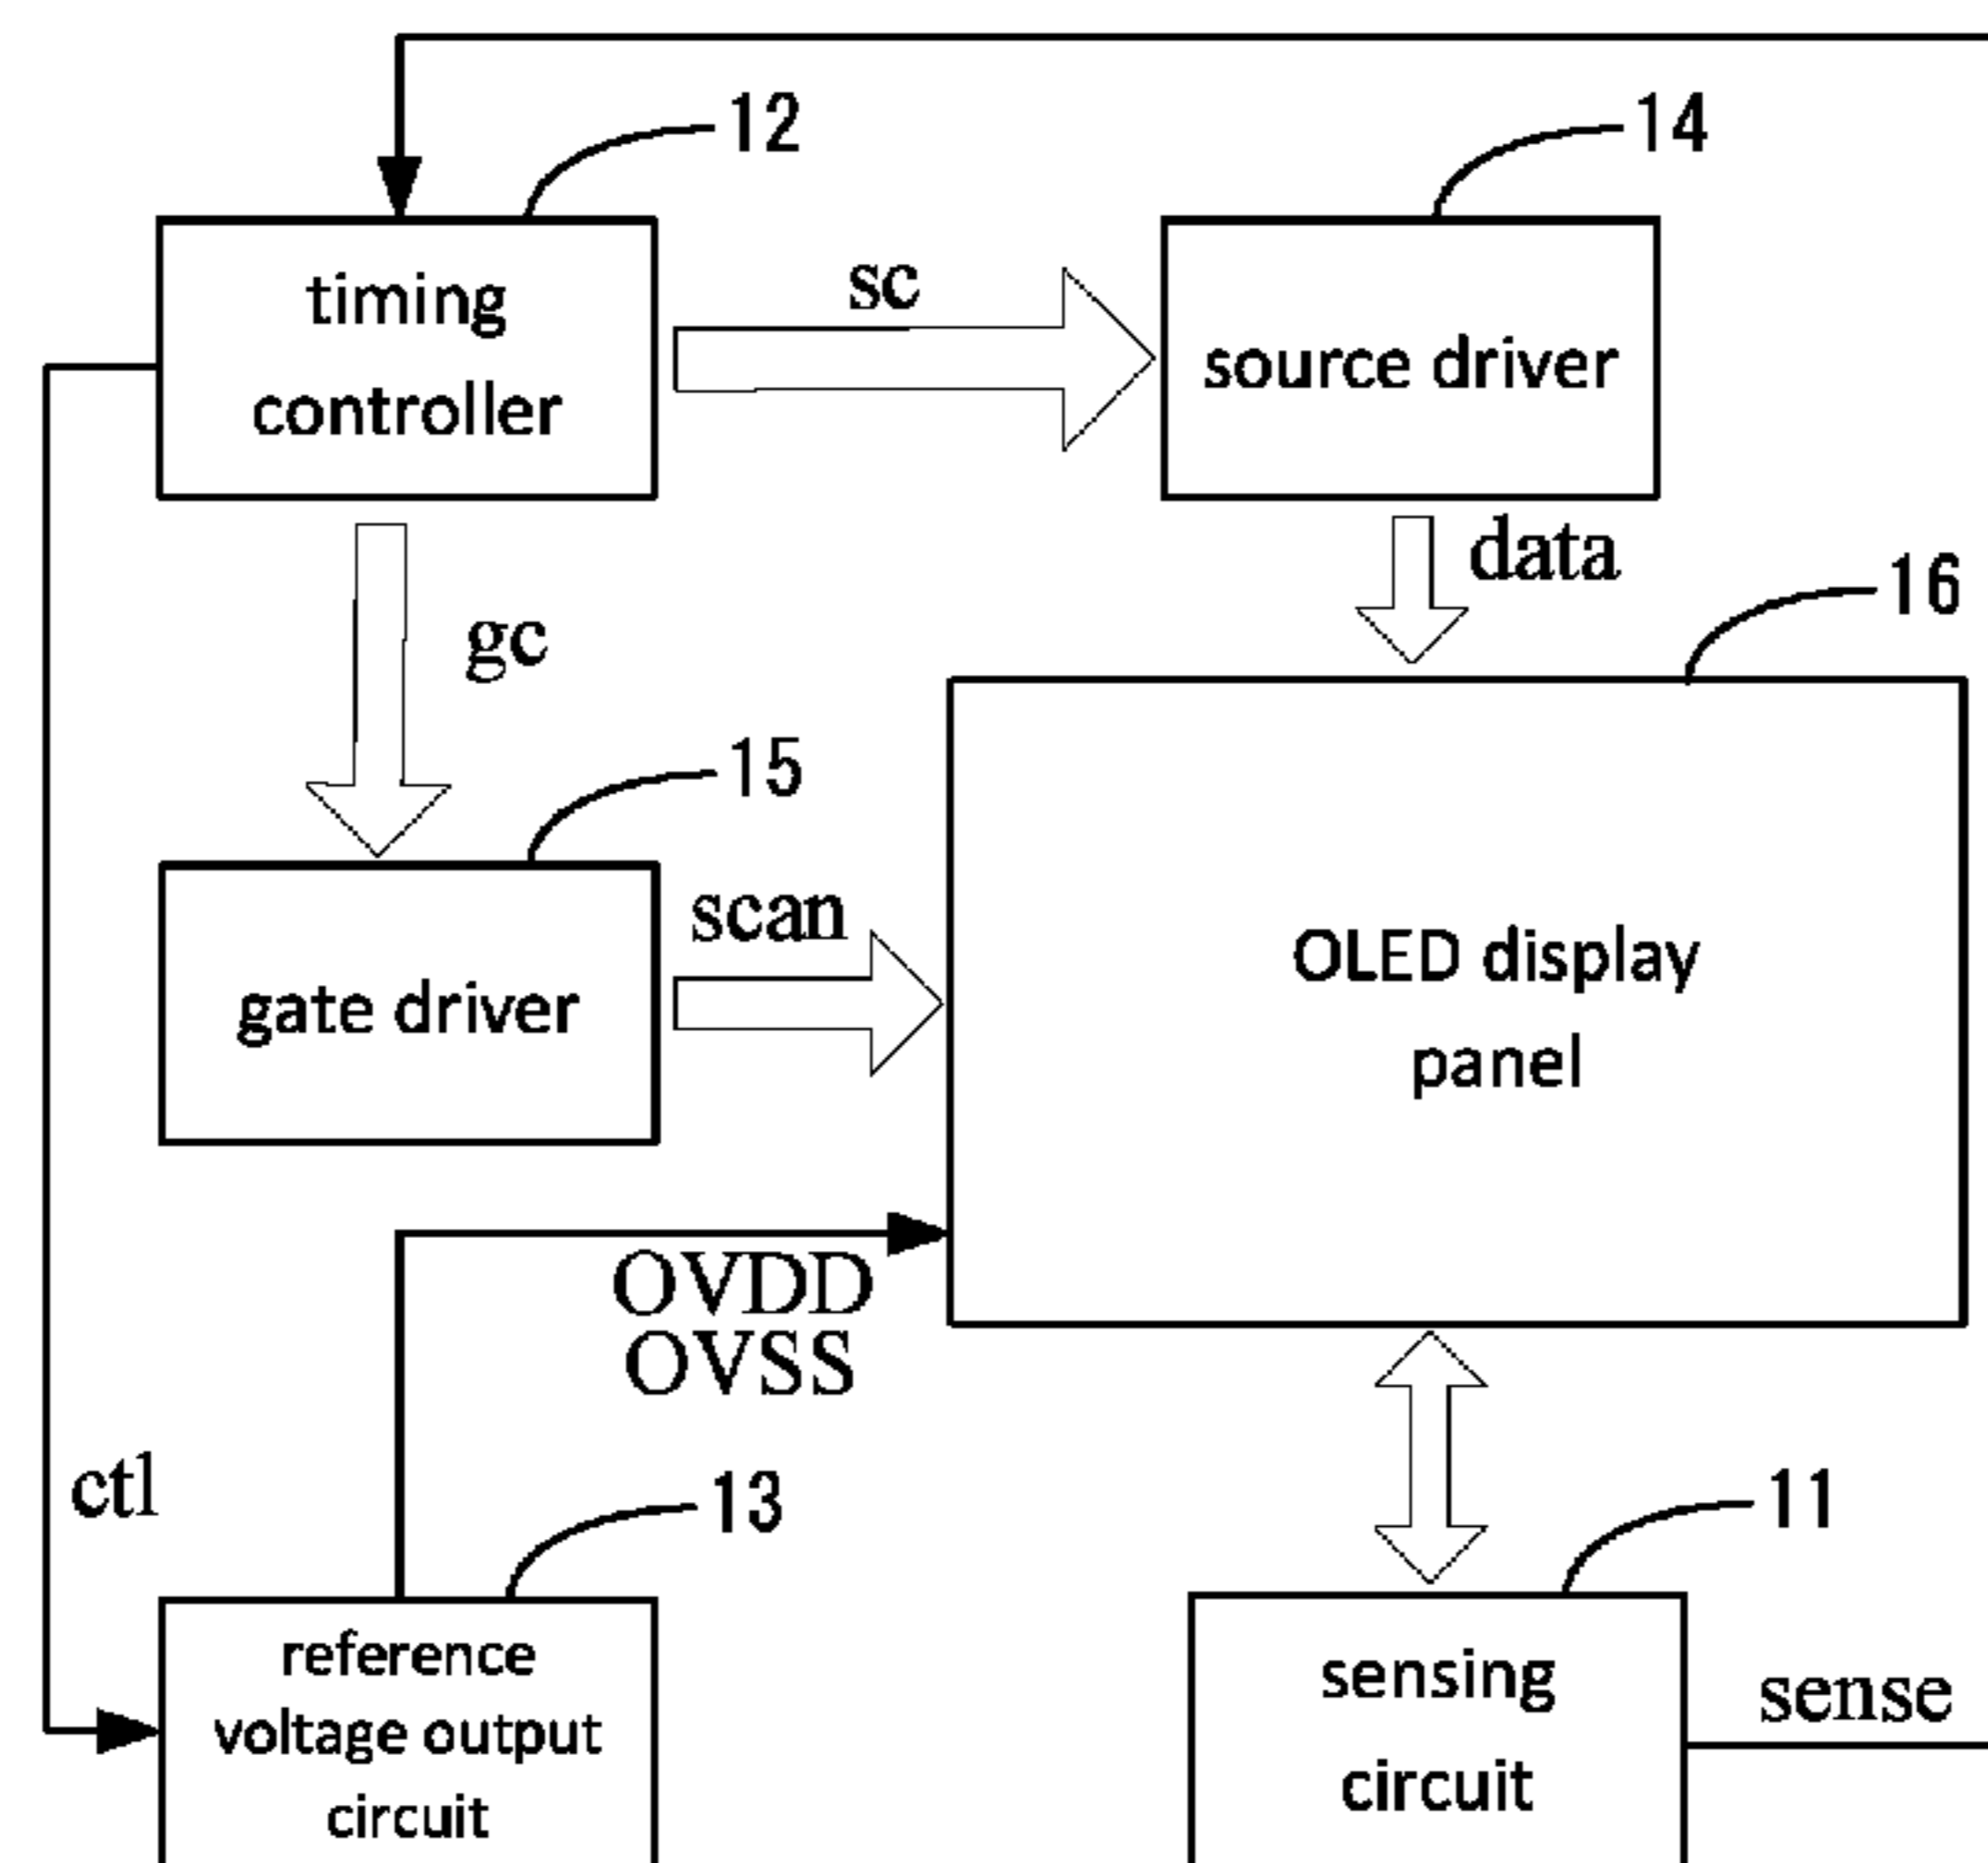 12
14
timing
controller
sc
source driver
data
16
gc
15
scan
gate driver
OLED display
panel
OVDD
OVSS
ctl
13
11
reference
voltage output
circuit
sensing
circuit
sense